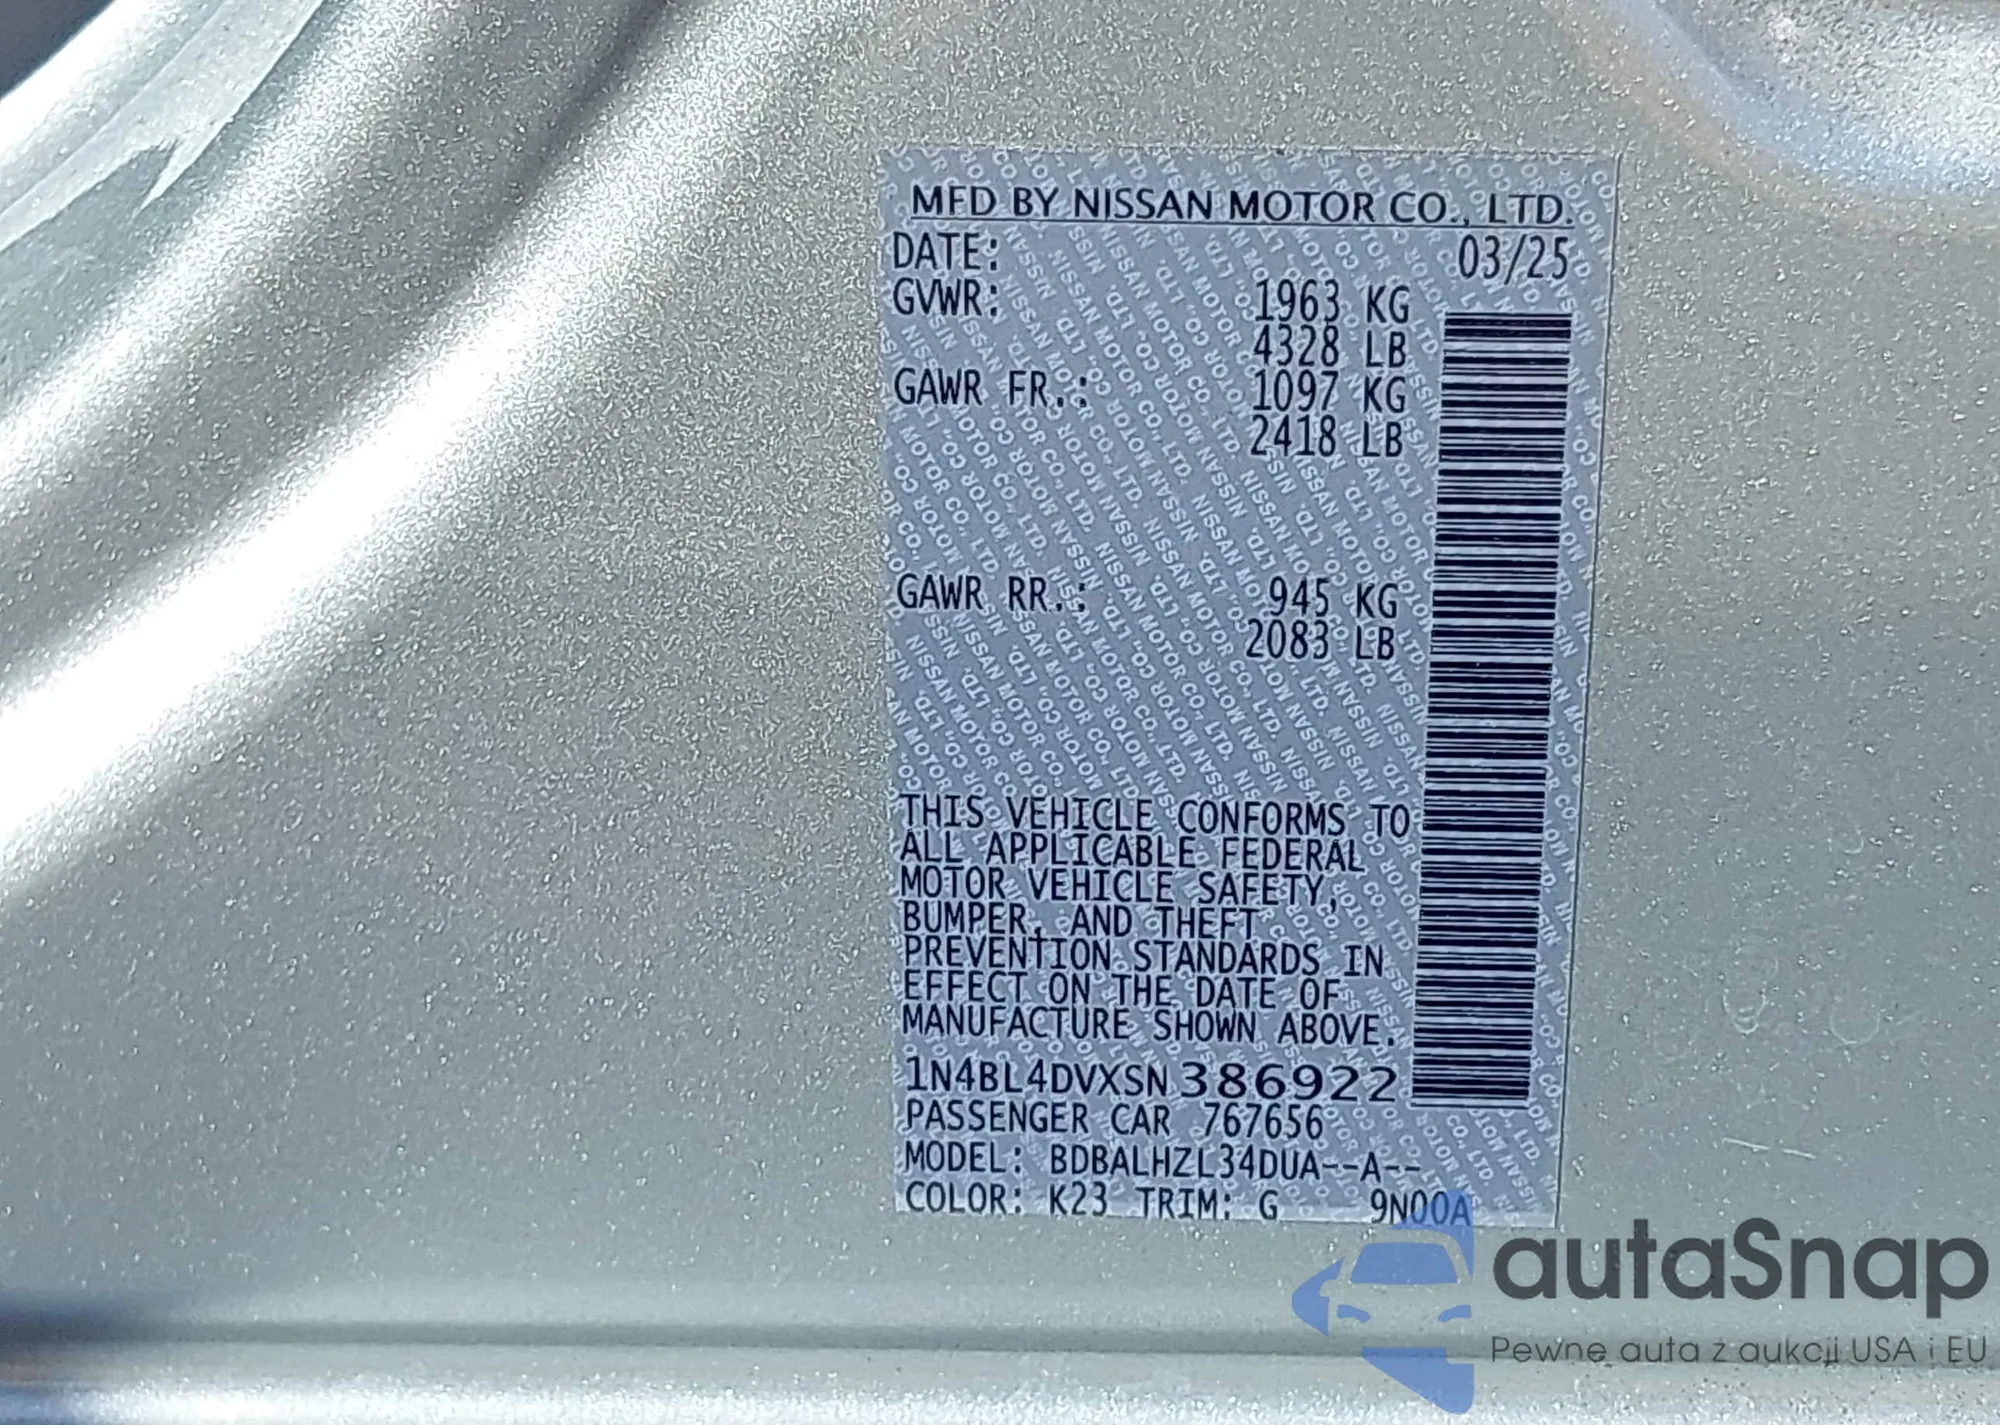 MFD BY NISSAN MOTOR CO., LTD.
DATE: 03/25
GVWR: 1963 KG
4328 LB
GAWR FR.: 1097 KG
2418 LB
GAWR RR.: 945 KG
2083 LB
THIS VEHICLE CONFORMS TO
ALL APPLICABLE FEDERAL
MOTOR VEHICLE SAFETY,
BUMPER, AND THEFT
PREVENTION STANDARDS IN
EFFECT ON THE DATE OF
MANUFACTURE SHOWN ABOVE.
1N4BL4DVXSN386922
PASSENGER CAR 767656
MODEL: BDBALHZL34DUA--A--
COLOR: K23 TRIM: G 9N00A
autaSnap
Pewne auta z aukcji USA i EU